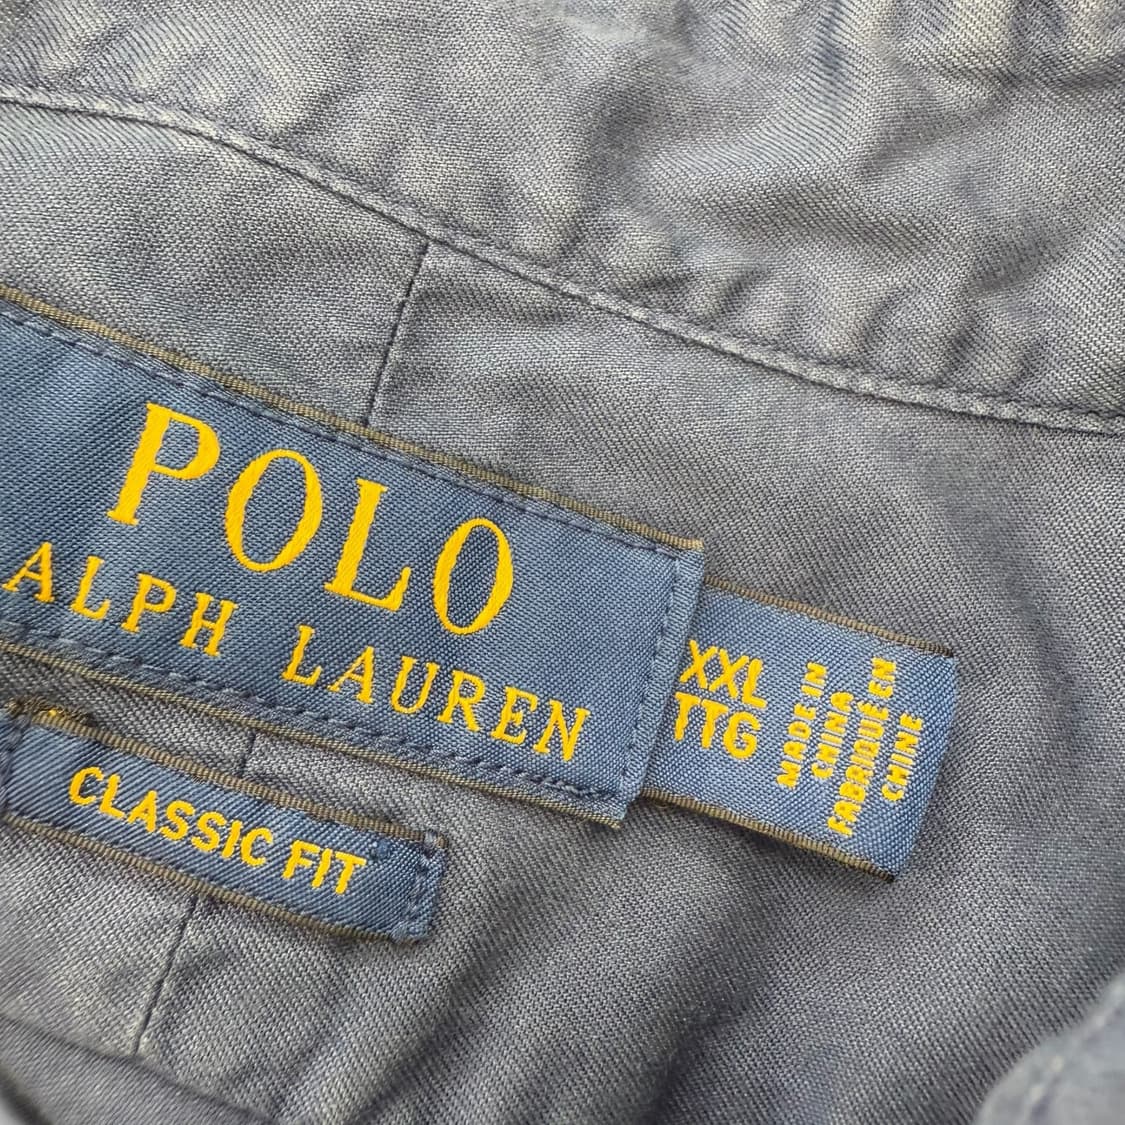 POLO
ALPH LAUREN
XXL
TTG
MADE IN
CHINA
FABRIQUÉ EN
CHINE
CLASSIC FIT